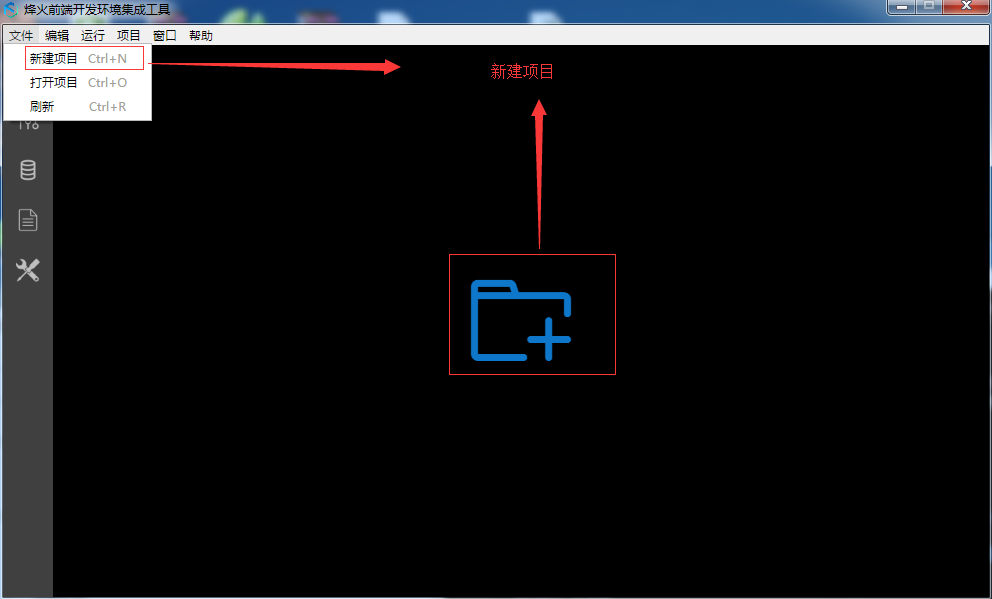 烽火前端开发环境集成工具
文件 编辑 运行 项目 窗口 帮助
新建项目 Ctrl+N
打开项目 Ctrl+O
刷新 Ctrl+R
新建项目